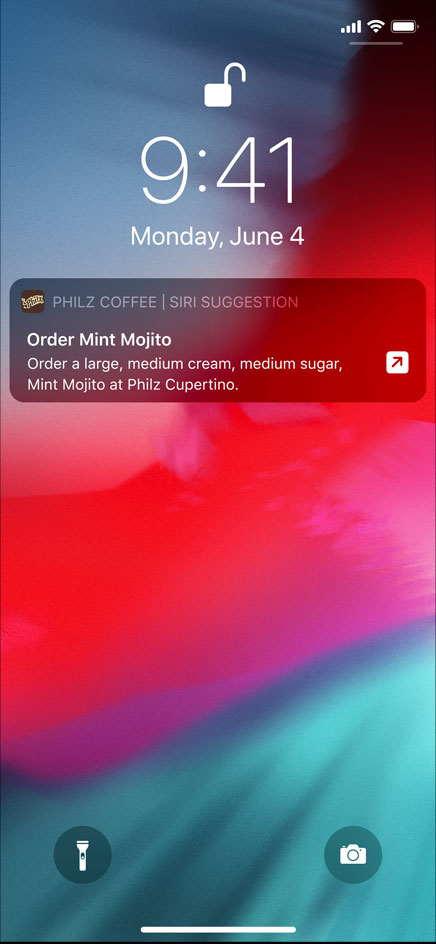 9:41
Monday, June 4
PHILZ COFFEE | SIRI SUGGESTION
Order Mint Mojito
Order a large, medium cream, medium sugar,
Mint Mojito at Philz Cupertino.